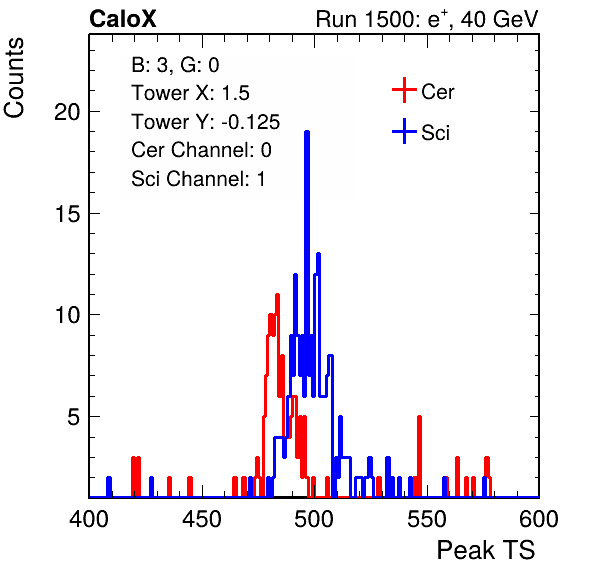 CaloX Run 1500: e⁺, 40 GeV
Counts
B: 3, G: 0
Tower X: 1.5
Tower Y: -0.125
Cer Channel: 0
Sci Channel: 1
Cer
Sci
20
15
10
5
400 450 500 550 600
Peak TS